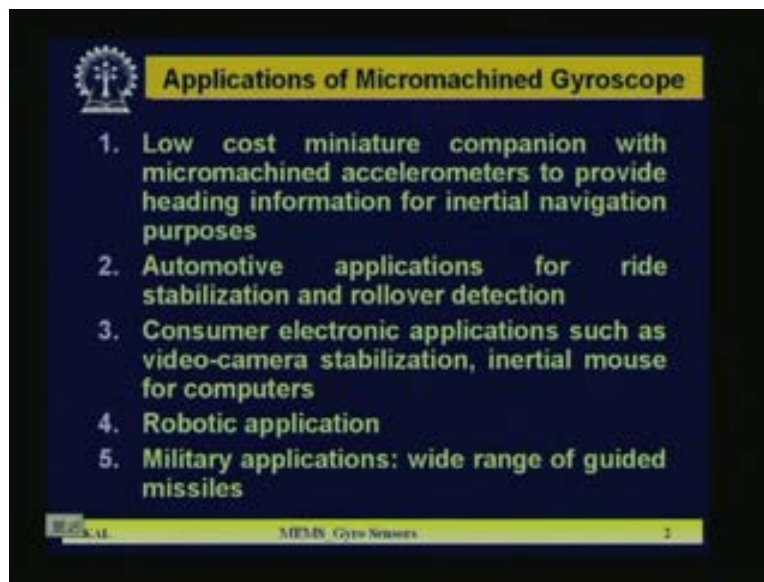 Applications of Micromachined Gyroscope
1. Low cost miniature companion with
micromachined accelerometers to provide
heading information for inertial navigation
purposes
2. Automotive applications for ride
stabilization and rollover detection
3. Consumer electronic applications such as
video-camera stabilization, inertial mouse
for computers
4. Robotic application
5. Military applications: wide range of guided
missiles
KAL MEMS_Gyro Sensors 2